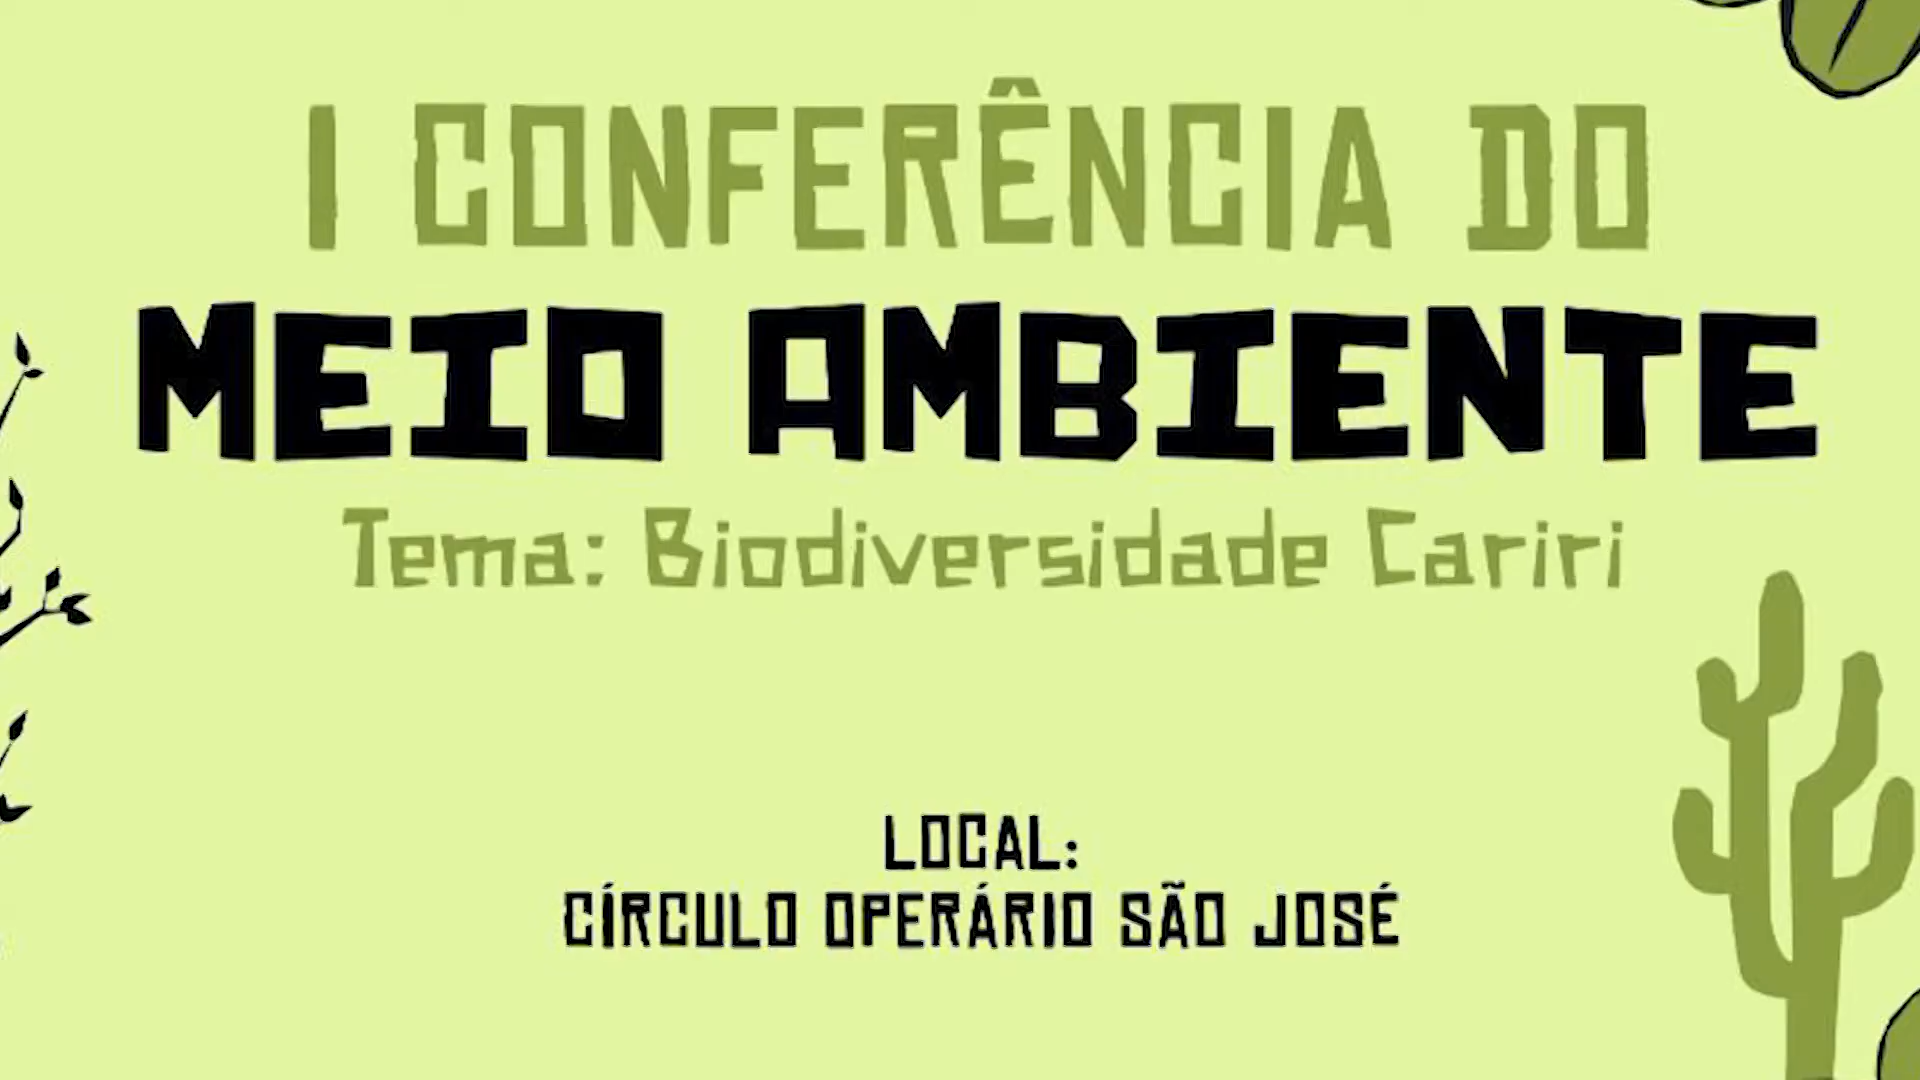 I CONFERÊNCIA DO
MEIO AMBIENTE
Tema: Biodiversidade Cariri
LOCAL:
CÍRCULO OPERÁRIO SÃO JOSÉ